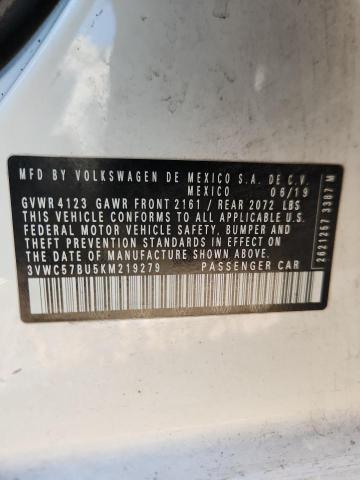 MFD BY VOLKSWAGEN DE MEXICO S.A. DE C.V.
MEXICO 06/19
GVWR 4123 GAWR FRONT 2161 / REAR 2072 LBS
THIS VEHICLE CONFORMS TO ALL APPLICABLE
FEDERAL MOTOR VEHICLE SAFETY, BUMPER AND
THEFT PREVENTION STANDARDS IN EFFECT ON
THE DATE OF MANUFACTURE SHOWN ABOVE.
3VWC57BU5KM219279 PASSENGER CAR
26217257 3387 M